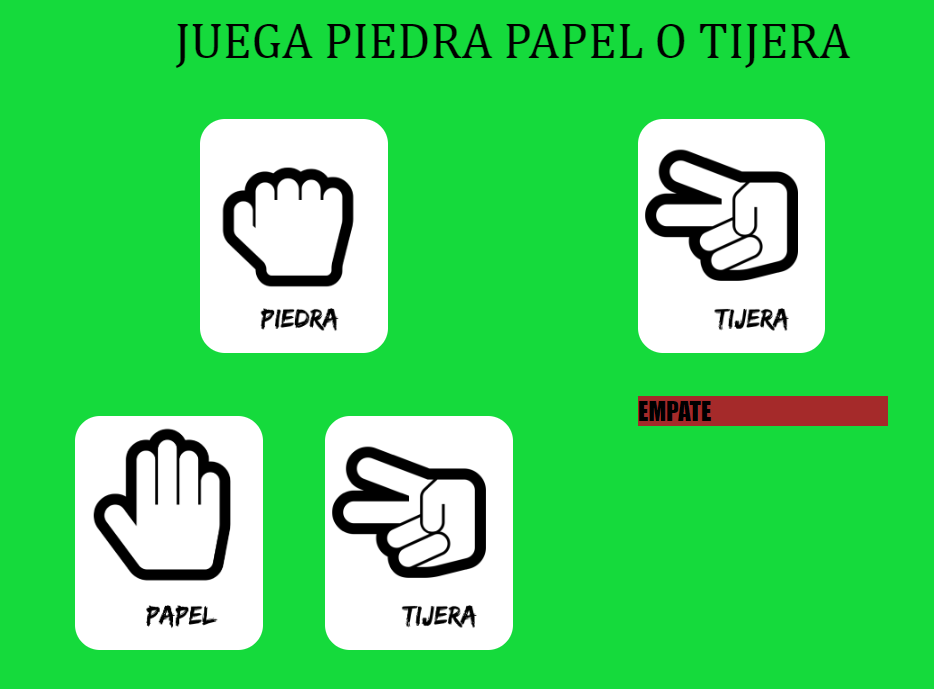 JUEGA PIEDRA PAPEL O TIJERA
PIEDRA
TIJERA
EMPATE
PAPEL
TIJERA